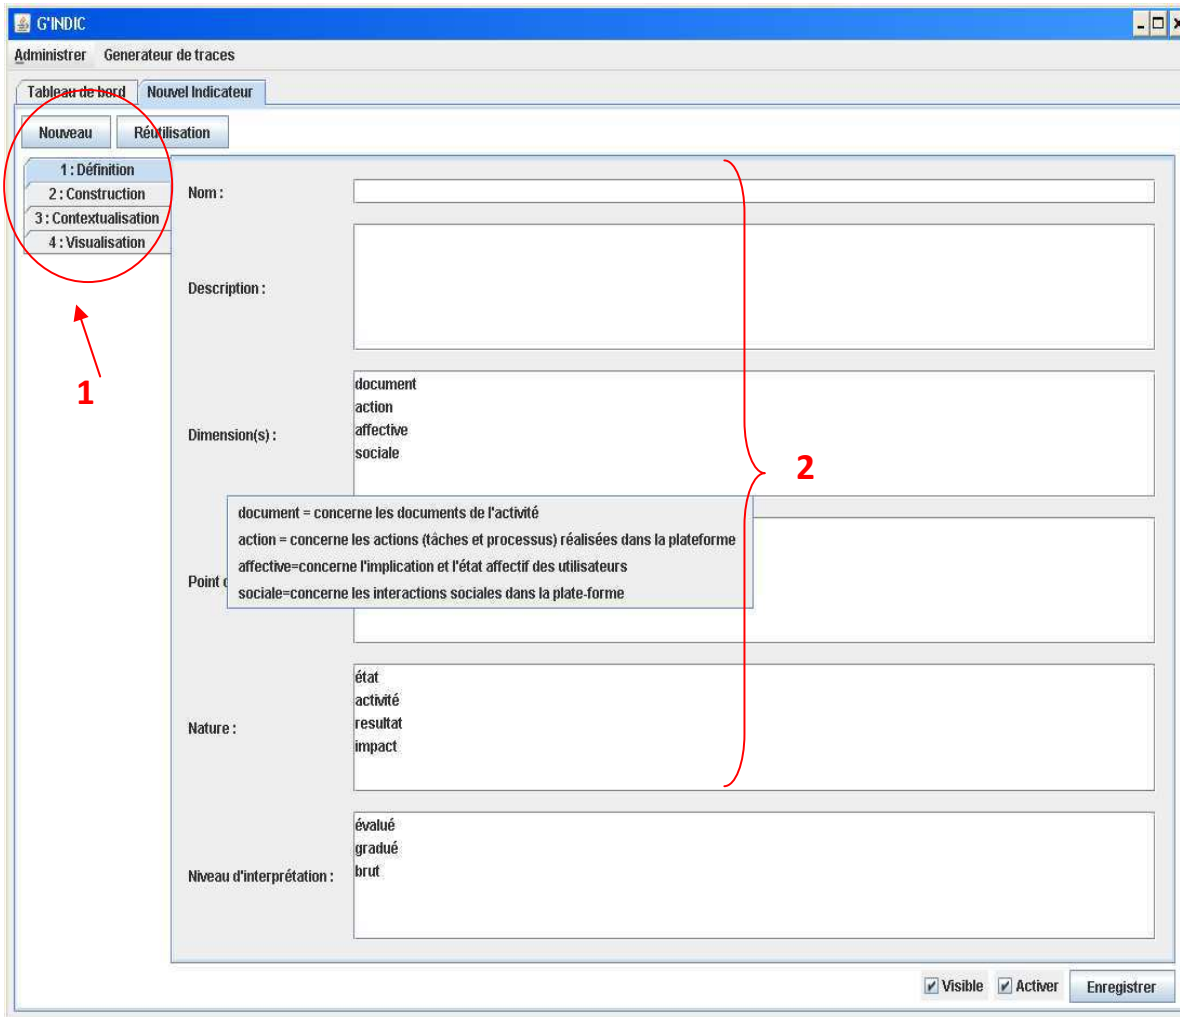 G'INDIC
Administrer Generateur de traces
Tableau de bord Nouvel Indicateur
Nouveau Réutilisation
1 : Définition
2 : Construction
3 : Contextualisation
4 : Visualisation
1
Nom :
Description :
Dimension(s) :
document
action
affective
sociale
2
document = concerne les documents de l'activité
action = concerne les actions (tâches et processus) réalisées dans la plateforme
affective=concerne l'implication et l'état affectif des utilisateurs
sociale=concerne les interactions sociales dans la plate-forme
Point
Nature :
état
activité
resultat
impact
Niveau d'interprétation :
évalué
gradué
brut
Visible Activer Enregistrer